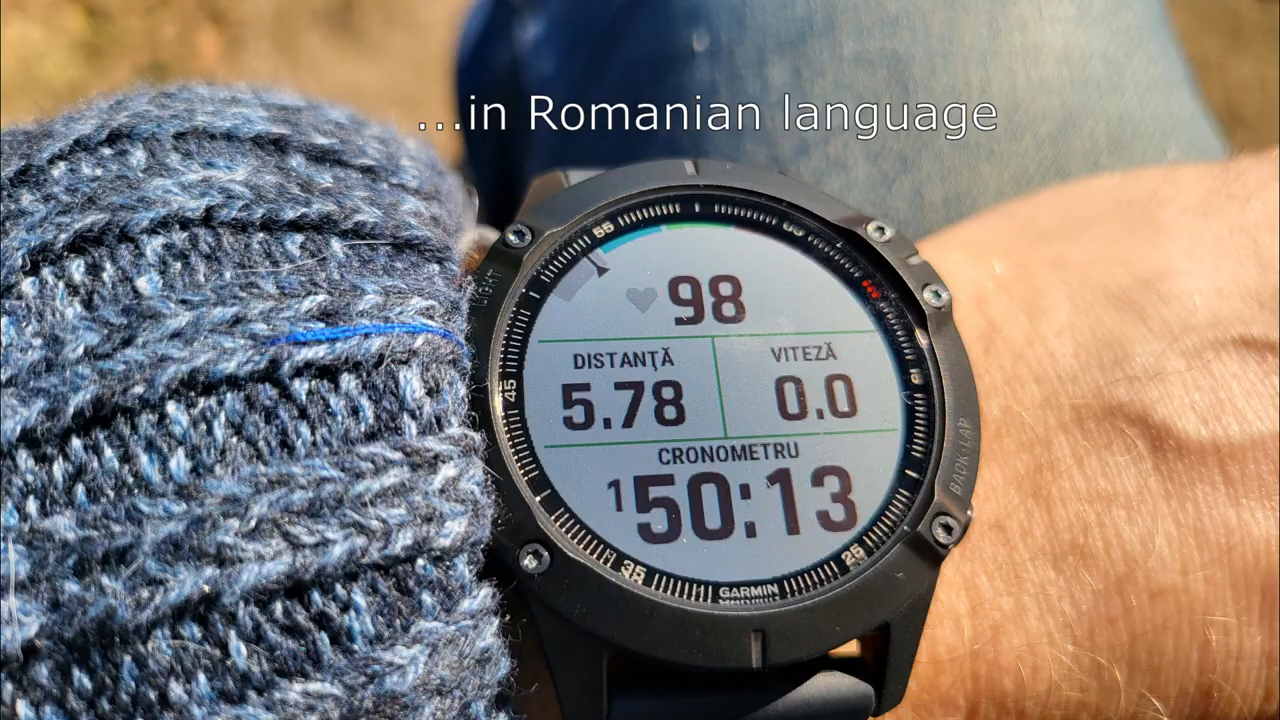 ...in Romanian language
55
LIGHT
98
DISTANŢĂ
VITEZĂ
5.78
0.0
45
CRONOMETRU
1 50:13
BACK·LAP
35
25
GARMIN